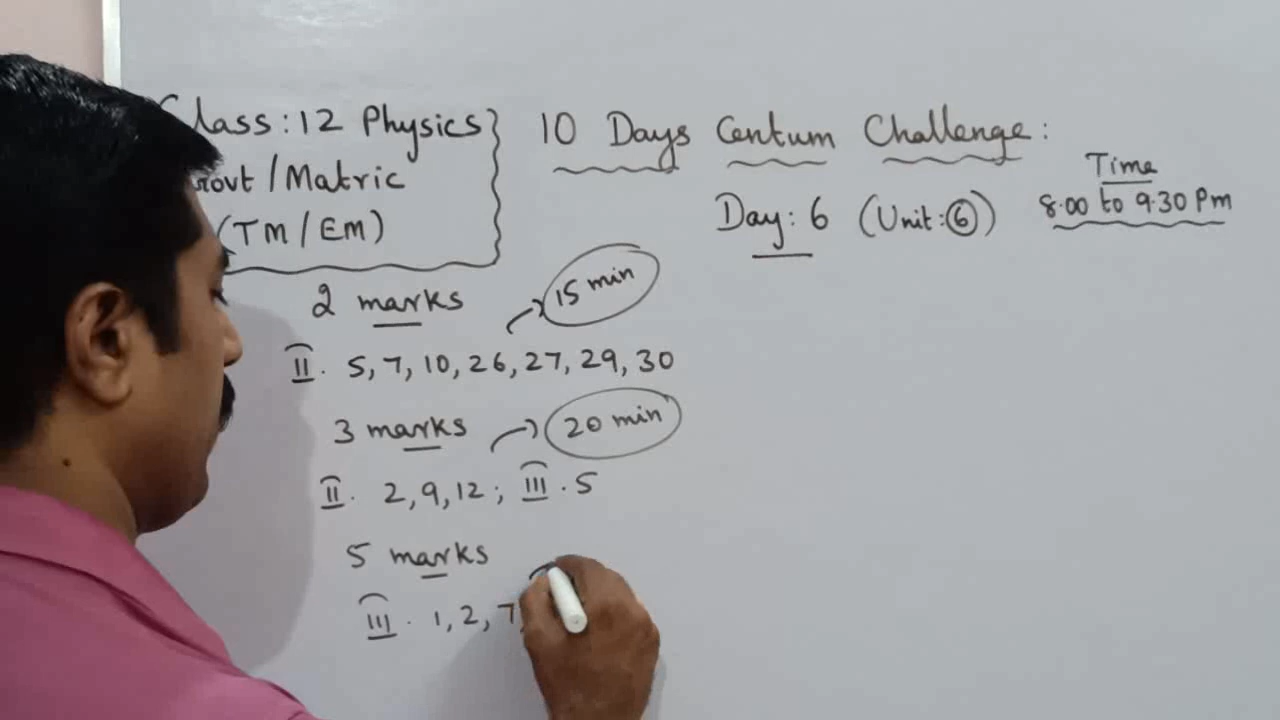 Class: 12 Physics
Govt / Matric
(TM / EM)
10 Days Centum Challenge:
Day: 6 (Unit: 6)
Time
8.00 to 9.30 Pm
2 marks
15 min
II. 5, 7, 10, 26, 27, 29, 30
3 marks
20 min
II. 2, 9, 12; III. 5
5 marks
III. 1, 2, 7